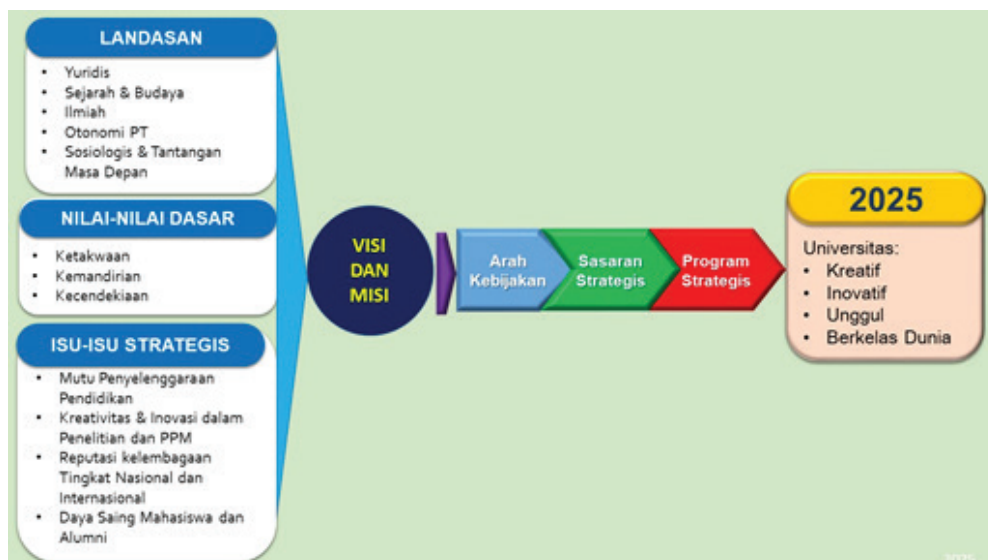 LANDASAN
• Yuridis
• Sejarah & Budaya
• Ilmiah
• Otonomi PT
• Sosiologis & Tantangan
Masa Depan
NILAI-NILAI DASAR
• Ketakwaan
• Kemandirian
• Kecendekiaan
ISU-ISU STRATEGIS
• Mutu Penyelenggaraan
Pendidikan
• Kreativitas & Inovasi dalam
Penelitian dan PPM
• Reputasi kelembagaan
Tingkat Nasional dan
Internasional
• Daya Saing Mahasiswa dan
Alumni
VISI
DAN
MISI
Arah
Kebijakan
Sasaran
Strategis
Program
Strategis
2025
Universitas:
• Kreatif
• Inovatif
• Unggul
• Berkelas Dunia
2025